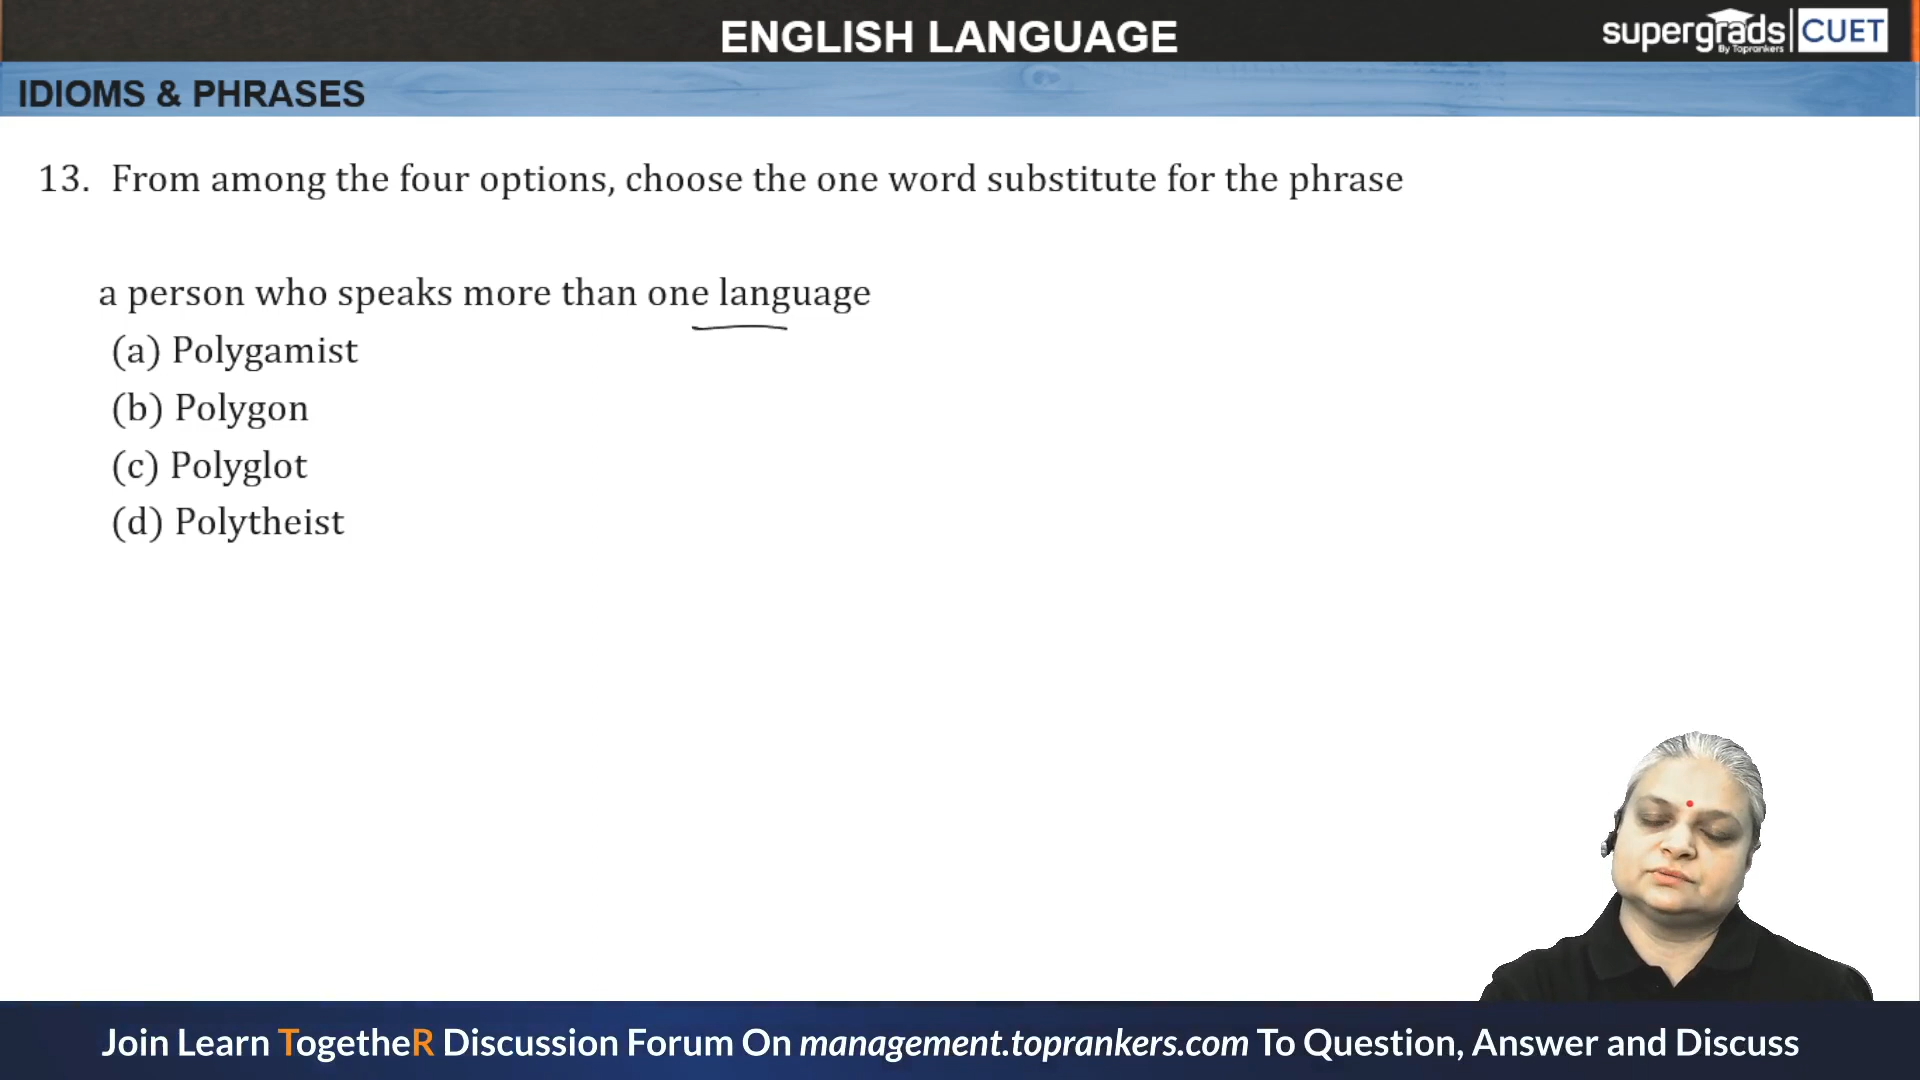 ENGLISH LANGUAGE
supergrads By Toprankers CUET
IDIOMS & PHRASES
13. From among the four options, choose the one word substitute for the phrase
a person who speaks more than one language
(a) Polygamist
(b) Polygon
(c) Polyglot
(d) Polytheist
Join Learn TogetheR Discussion Forum On management.toprankers.com To Question, Answer and Discuss